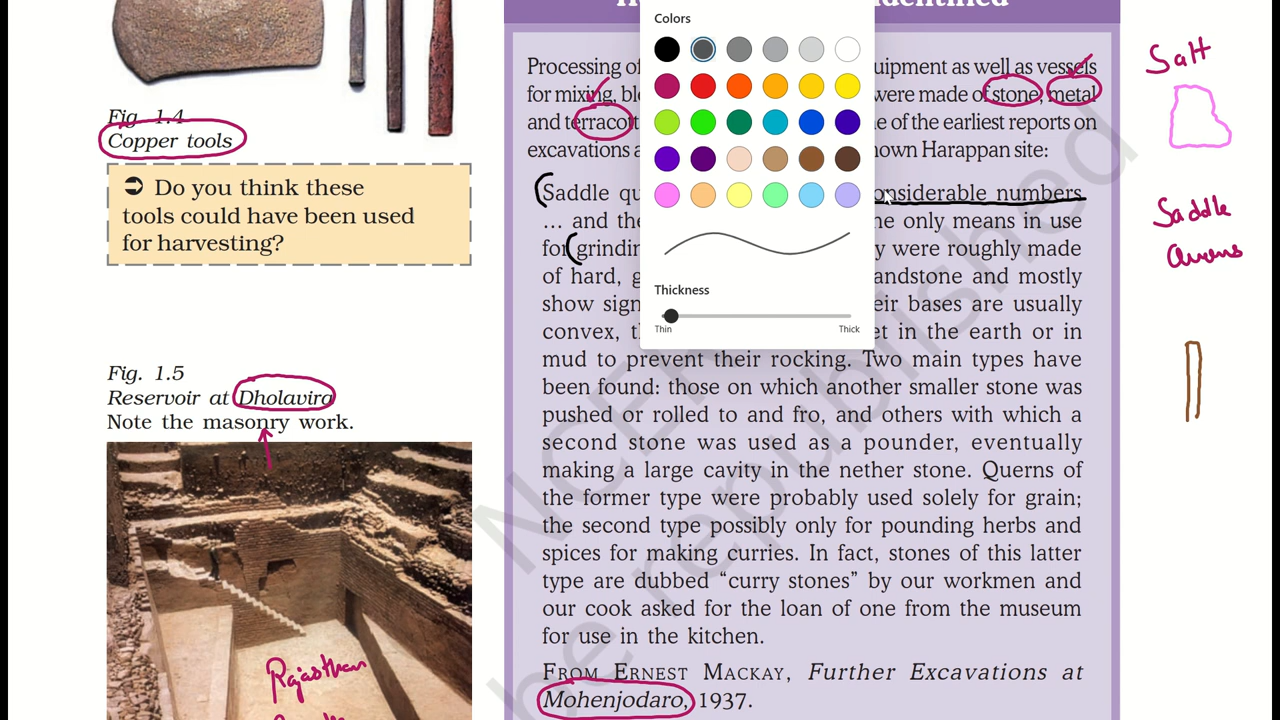 Fig. 1.4
Copper tools
Do you think these
tools could have been used
for harvesting?
Fig. 1.5
Reservoir at Dholavira
Note the masonry work.
Rajasthan
Colors
Thickness
Thin Thick
identified
Processing of uipment as well as vessels
for mixing, were made of stone, metal
and e of the earliest reports on
excavations Harappan site:
Saddle onsiderable numbers
... and the only means in use
for y were roughly made
of hard, andstone and mostly
show eir bases are usually
convex, et in the earth or in
mud to prevent their rocking. Two main types have
been found: those on which another smaller stone was
pushed or rolled to and fro, and others with which a
second stone was used as a pounder, eventually
making a large cavity in the nether stone. Querns of
the former type were probably used solely for grain;
the second type possibly only for pounding herbs and
spices for making curries. In fact, stones of this latter
type are dubbed “curry stones” by our workmen and
our cook asked for the loan of one from the museum
for use in the kitchen.
FROM ERNEST MACKAY, Further Excavations at
Mohenjodaro, 1937.
Salt
Saddle
NCERT
be republished